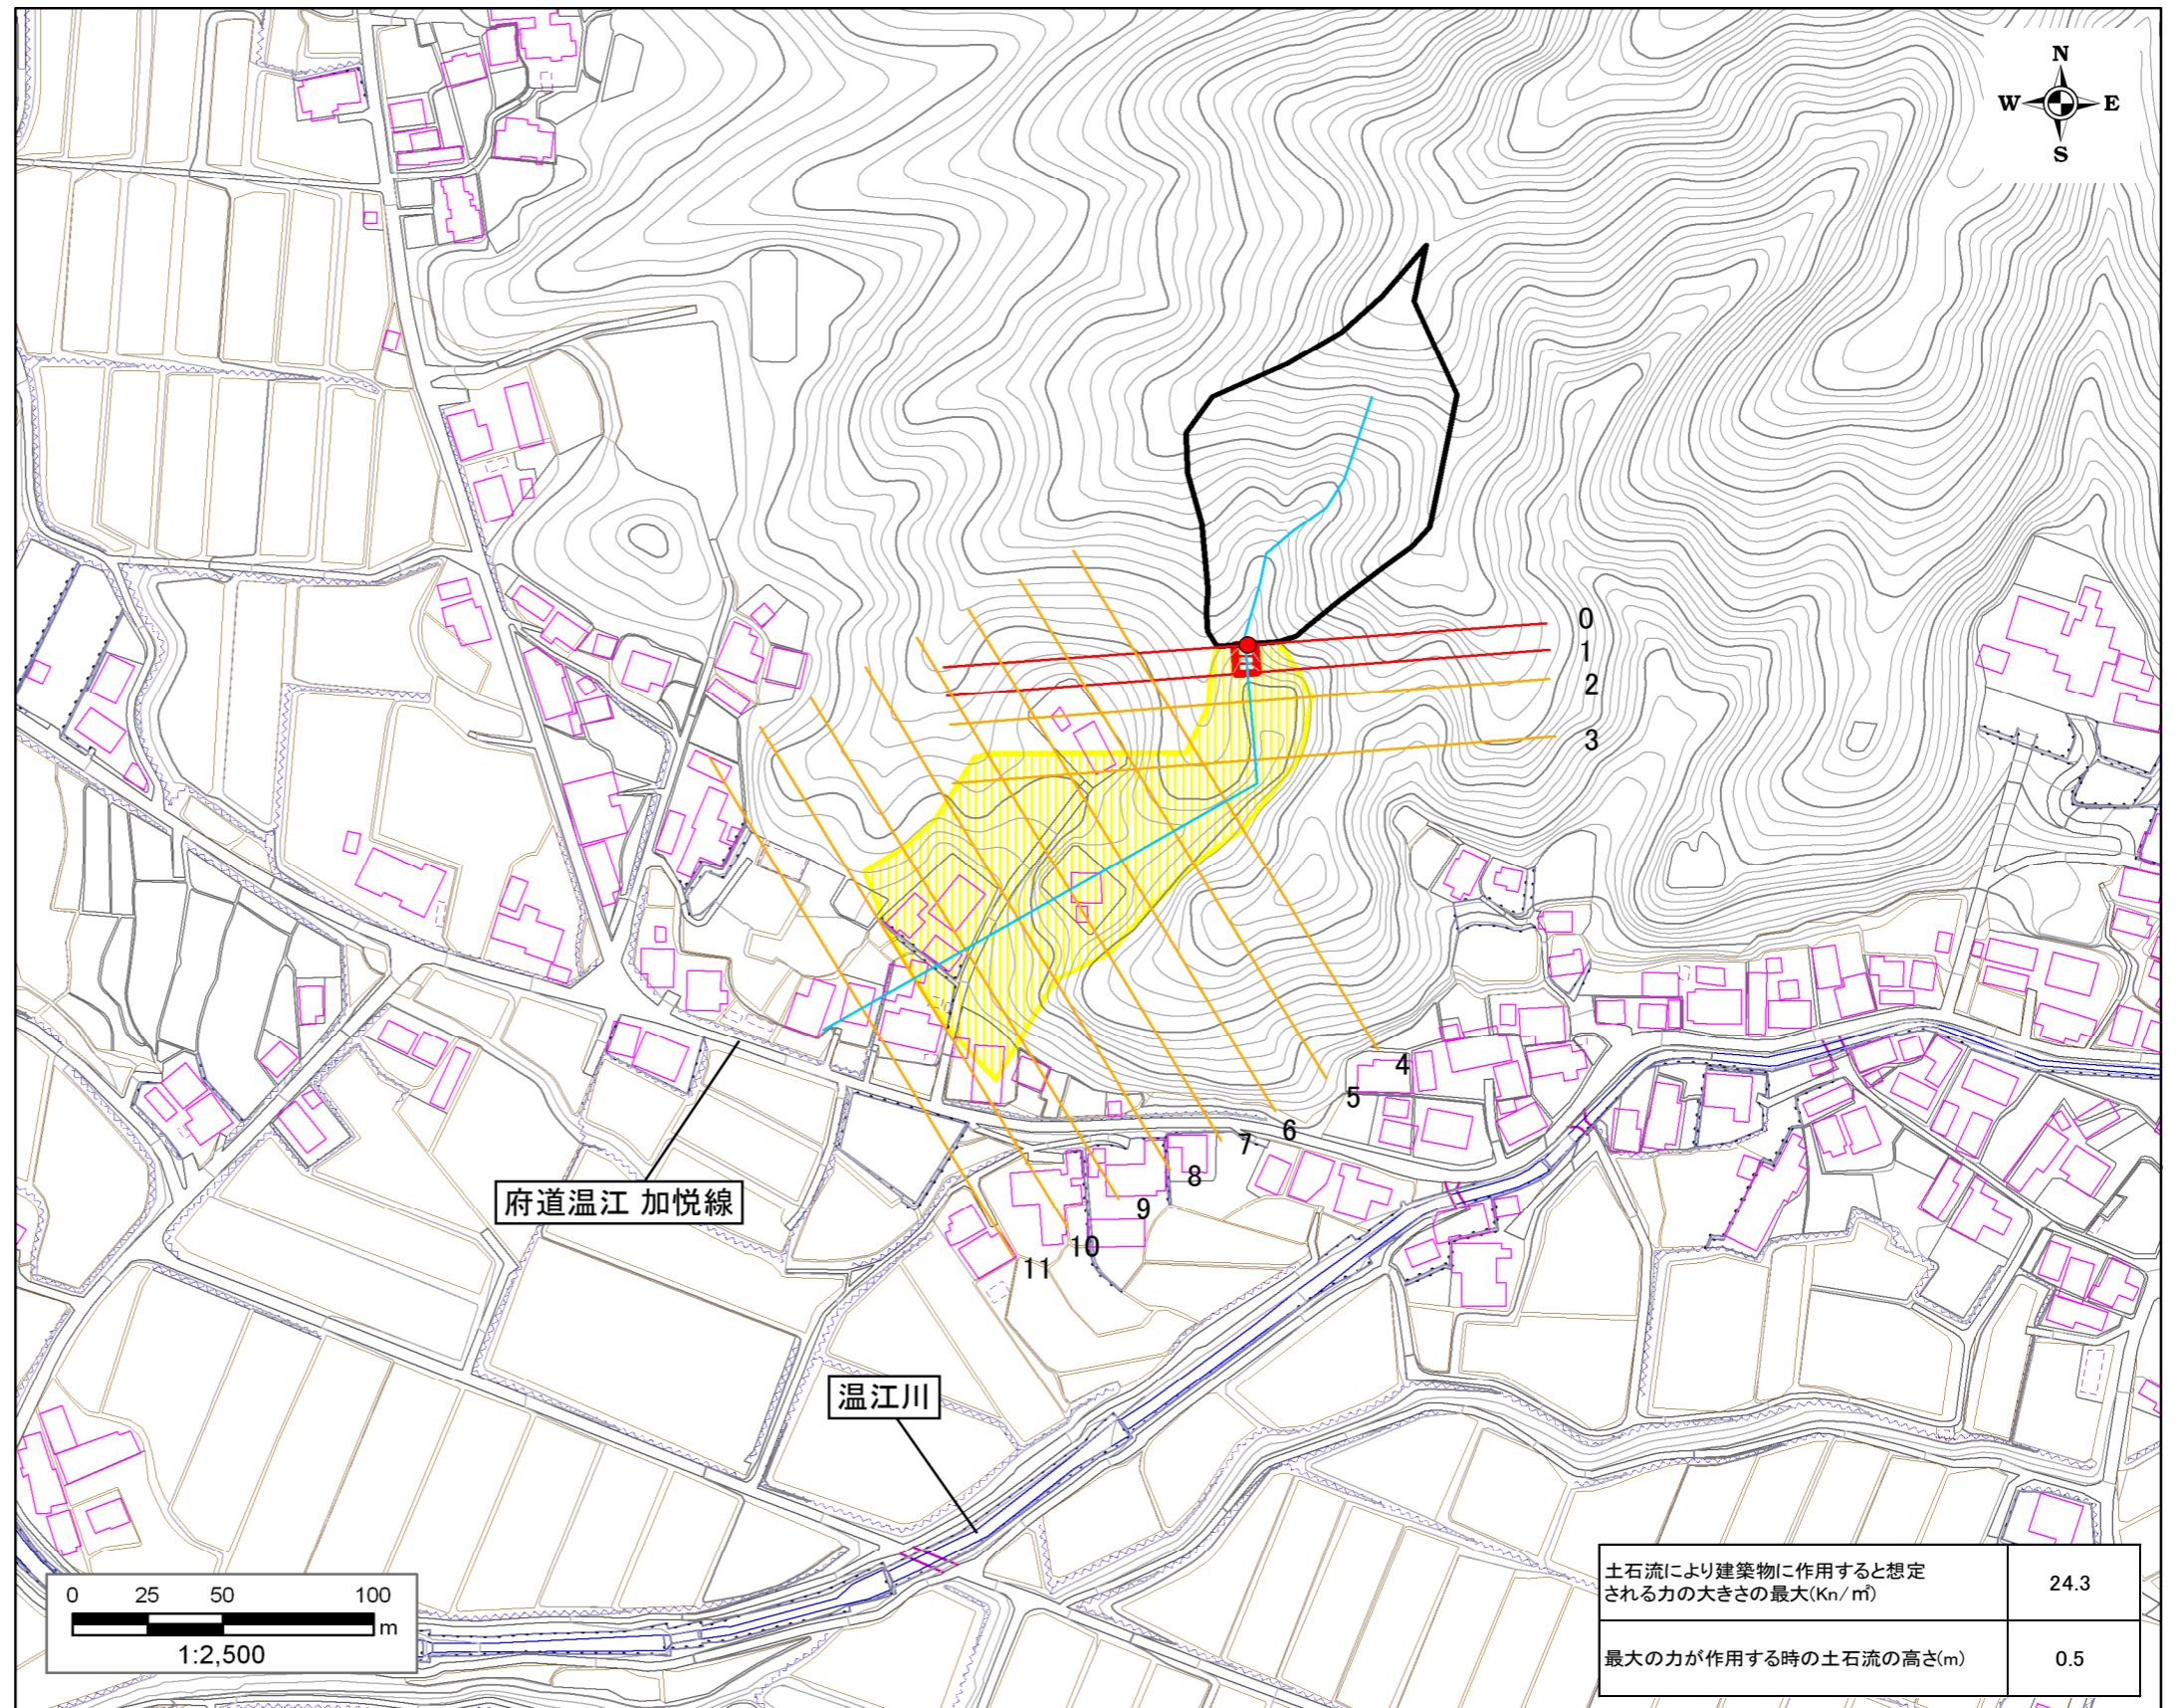 N
W E
S
0
1
2
3
4
5
6
7
8
9
10
11
府道温江 加悦線
温江川
0 25 50 100
m
1:2,500
土石流により建築物に作用すると想定
される力の大きさの最大(Kn/㎡)
24.3
最大の力が作用する時の土石流の高さ(m)
0.5